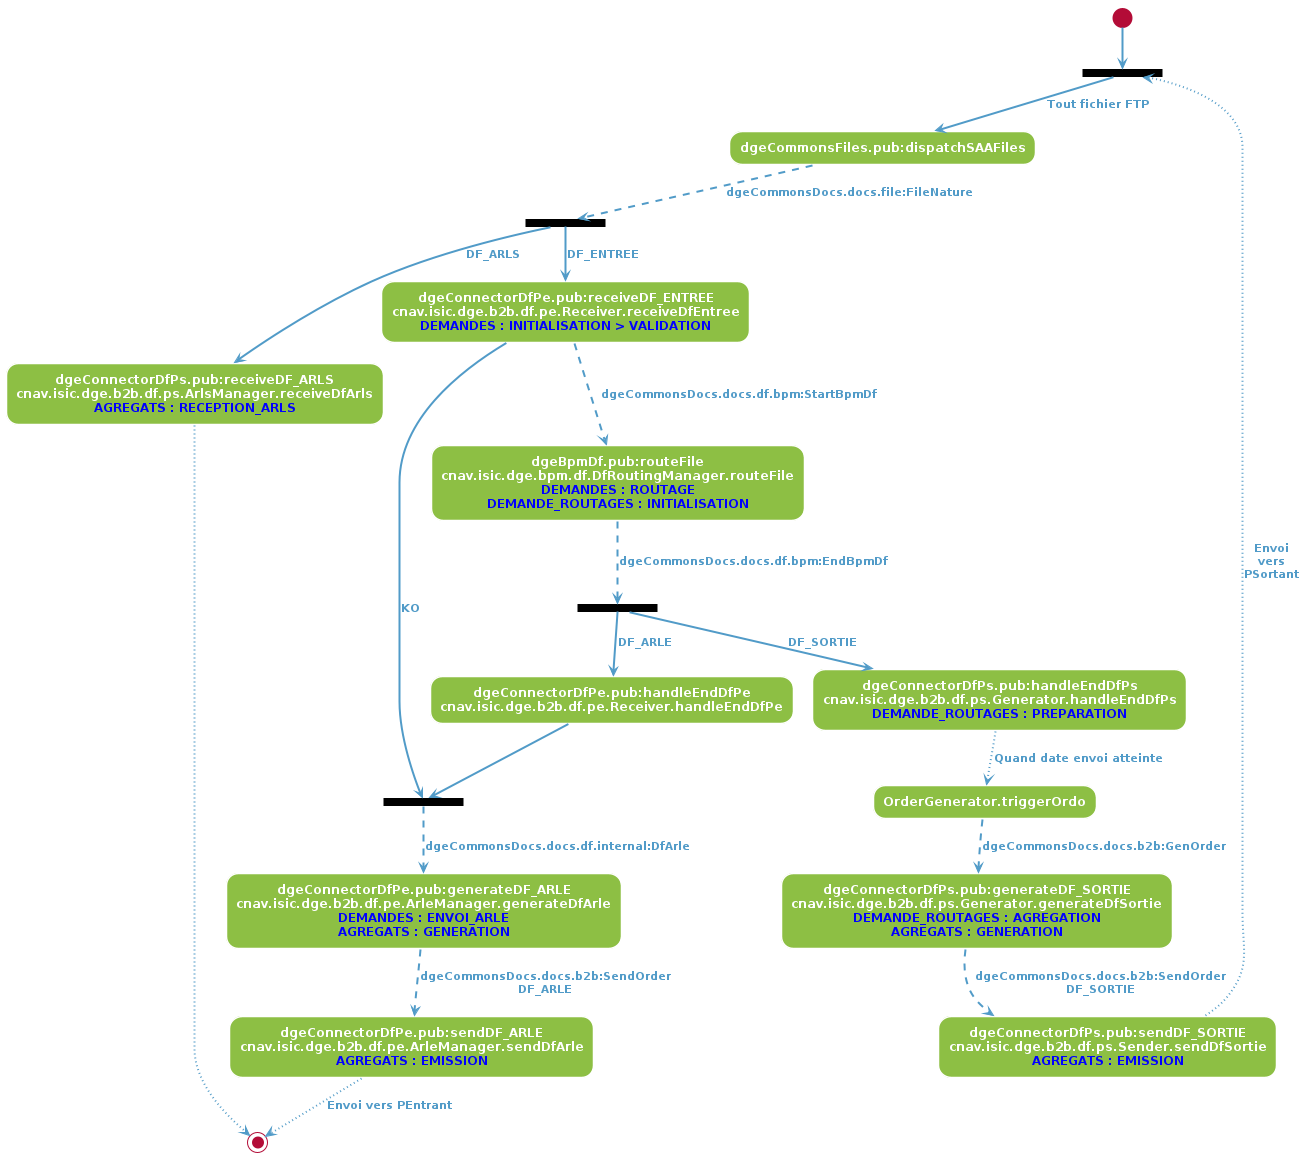 Tout fichier FTP
dgeCommonsFiles.pub:dispatchSAAFiles
dgeCommonsDocs.docs.file:FileNature
DF_ARLS
DF_ENTREE
dgeConnectorDfPe.pub:receiveDF_ENTREE
cnav.isic.dge.b2b.df.pe.Receiver.receiveDfEntree
DEMANDES : INITIALISATION > VALIDATION
dgeConnectorDfPs.pub:receiveDF_ARLS
cnav.isic.dge.b2b.df.ps.ArlsManager.receiveDfArls
AGREGATS : RECEPTION_ARLS
dgeCommonsDocs.docs.df.bpm:StartBpmDf
dgeBpmDf.pub:routeFile
cnav.isic.dge.bpm.df.DfRoutingManager.routeFile
DEMANDES : ROUTAGE
DEMANDE_ROUTAGES : INITIALISATION
dgeCommonsDocs.docs.df.bpm:EndBpmDf
Envoi
vers
PSortant
KO
DF_ARLE
DF_SORTIE
dgeConnectorDfPe.pub:handleEndDfPe
cnav.isic.dge.b2b.df.pe.Receiver.handleEndDfPe
dgeConnectorDfPs.pub:handleEndDfPs
cnav.isic.dge.b2b.df.ps.Generator.handleEndDfPs
DEMANDE_ROUTAGES : PREPARATION
Quand date envoi atteinte
OrderGenerator.triggerOrdo
dgeCommonsDocs.docs.df.internal:DfArle
dgeCommonsDocs.docs.b2b:GenOrder
dgeConnectorDfPe.pub:generateDF_ARLE
cnav.isic.dge.b2b.df.pe.ArleManager.generateDfArle
DEMANDES : ENVOI_ARLE
AGREGATS : GENERATION
dgeConnectorDfPs.pub:generateDF_SORTIE
cnav.isic.dge.b2b.df.ps.Generator.generateDfSortie
DEMANDE_ROUTAGES : AGREGATION
AGREGATS : GENERATION
dgeCommonsDocs.docs.b2b:SendOrder
DF_ARLE
dgeCommonsDocs.docs.b2b:SendOrder
DF_SORTIE
dgeConnectorDfPe.pub:sendDF_ARLE
cnav.isic.dge.b2b.df.pe.ArleManager.sendDfArle
AGREGATS : EMISSION
dgeConnectorDfPs.pub:sendDF_SORTIE
cnav.isic.dge.b2b.df.ps.Sender.sendDfSortie
AGREGATS : EMISSION
Envoi vers PEntrant